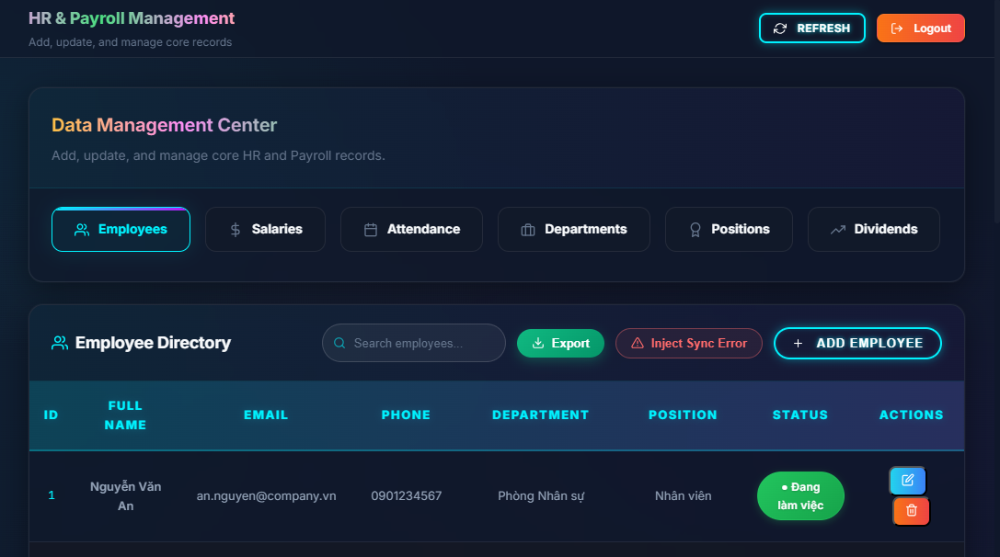 HR & Payroll Management
Add, update, and manage core records
REFRESH
Logout
Data Management Center
Add, update, and manage core HR and Payroll records.
Employees
Salaries
Attendance
Departments
Positions
Dividends
Employee Directory
Search employees...
Export
Inject Sync Error
+ ADD EMPLOYEE
ID
FULL
NAME
EMAIL
PHONE
DEPARTMENT
POSITION
STATUS
ACTIONS
1
Nguyễn Văn
An
an.nguyen@company.vn
0901234567
Phòng Nhân sự
Nhân viên
● Đang
làm việc